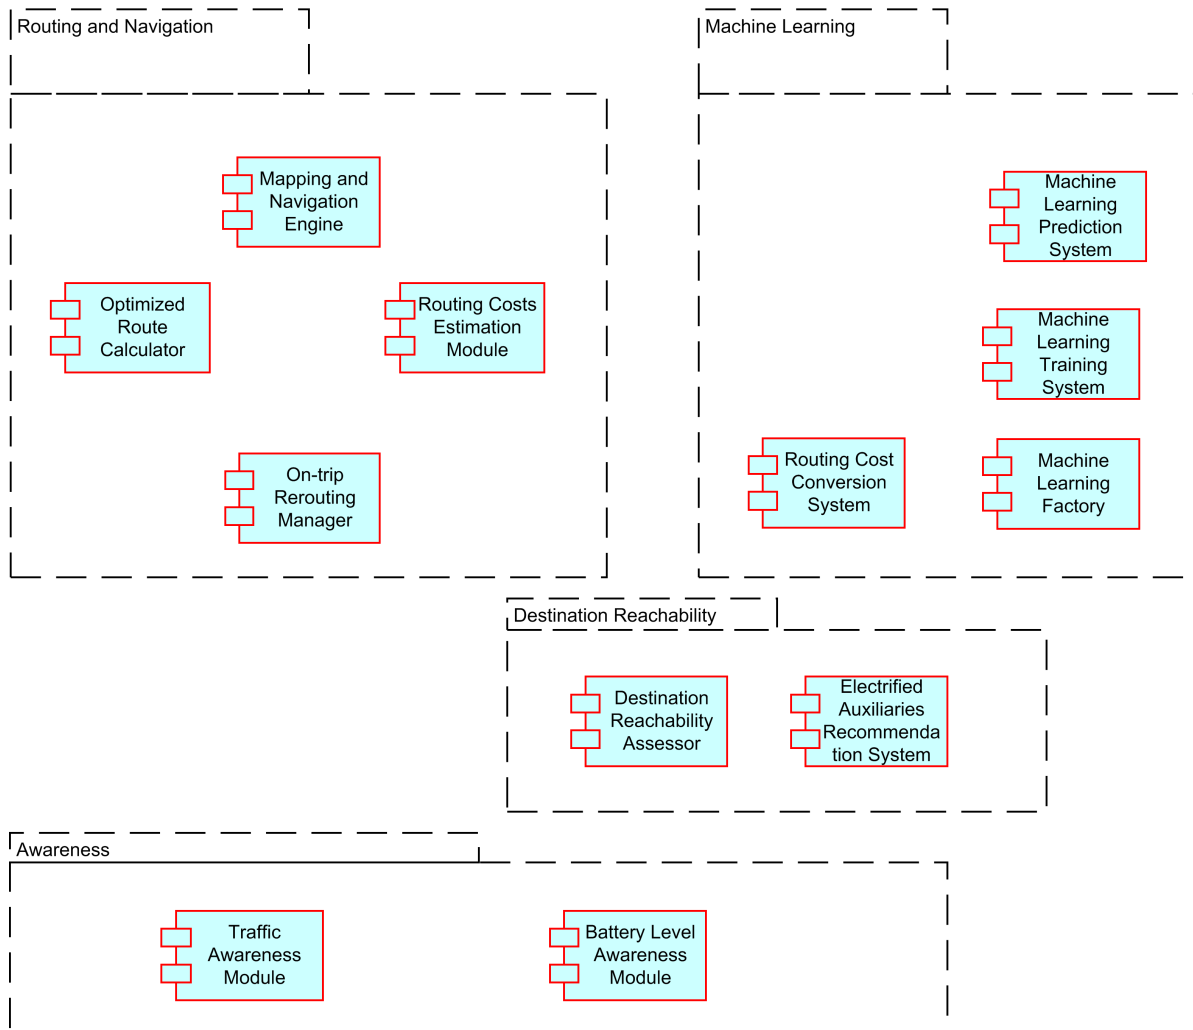 Routing and Navigation
Mapping and
Navigation
Engine
Optimized
Route
Calculator
Routing Costs
Estimation
Module
On-trip
Rerouting
Manager
Machine Learning
Machine
Learning
Prediction
System
Machine
Learning
Training
System
Routing Cost
Conversion
System
Machine
Learning
Factory
Destination Reachability
Destination
Reachability
Assessor
Electrified
Auxiliaries
Recommenda
tion System
Awareness
Traffic
Awareness
Module
Battery Level
Awareness
Module